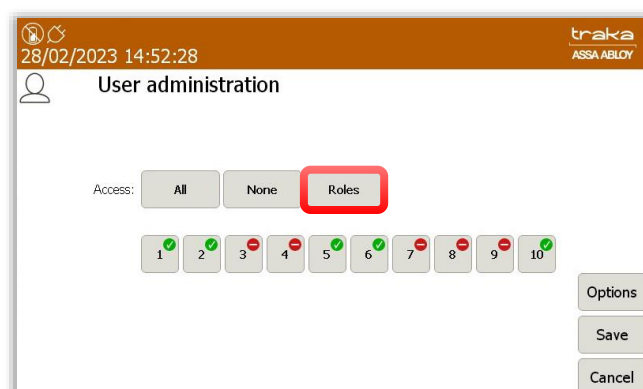 traka
28/02/2023 14:52:28
ASSA ABLOY
User administration
Access: All None Roles
1 2 3 4 5 6 7 8 9 10
Options
Save
Cancel